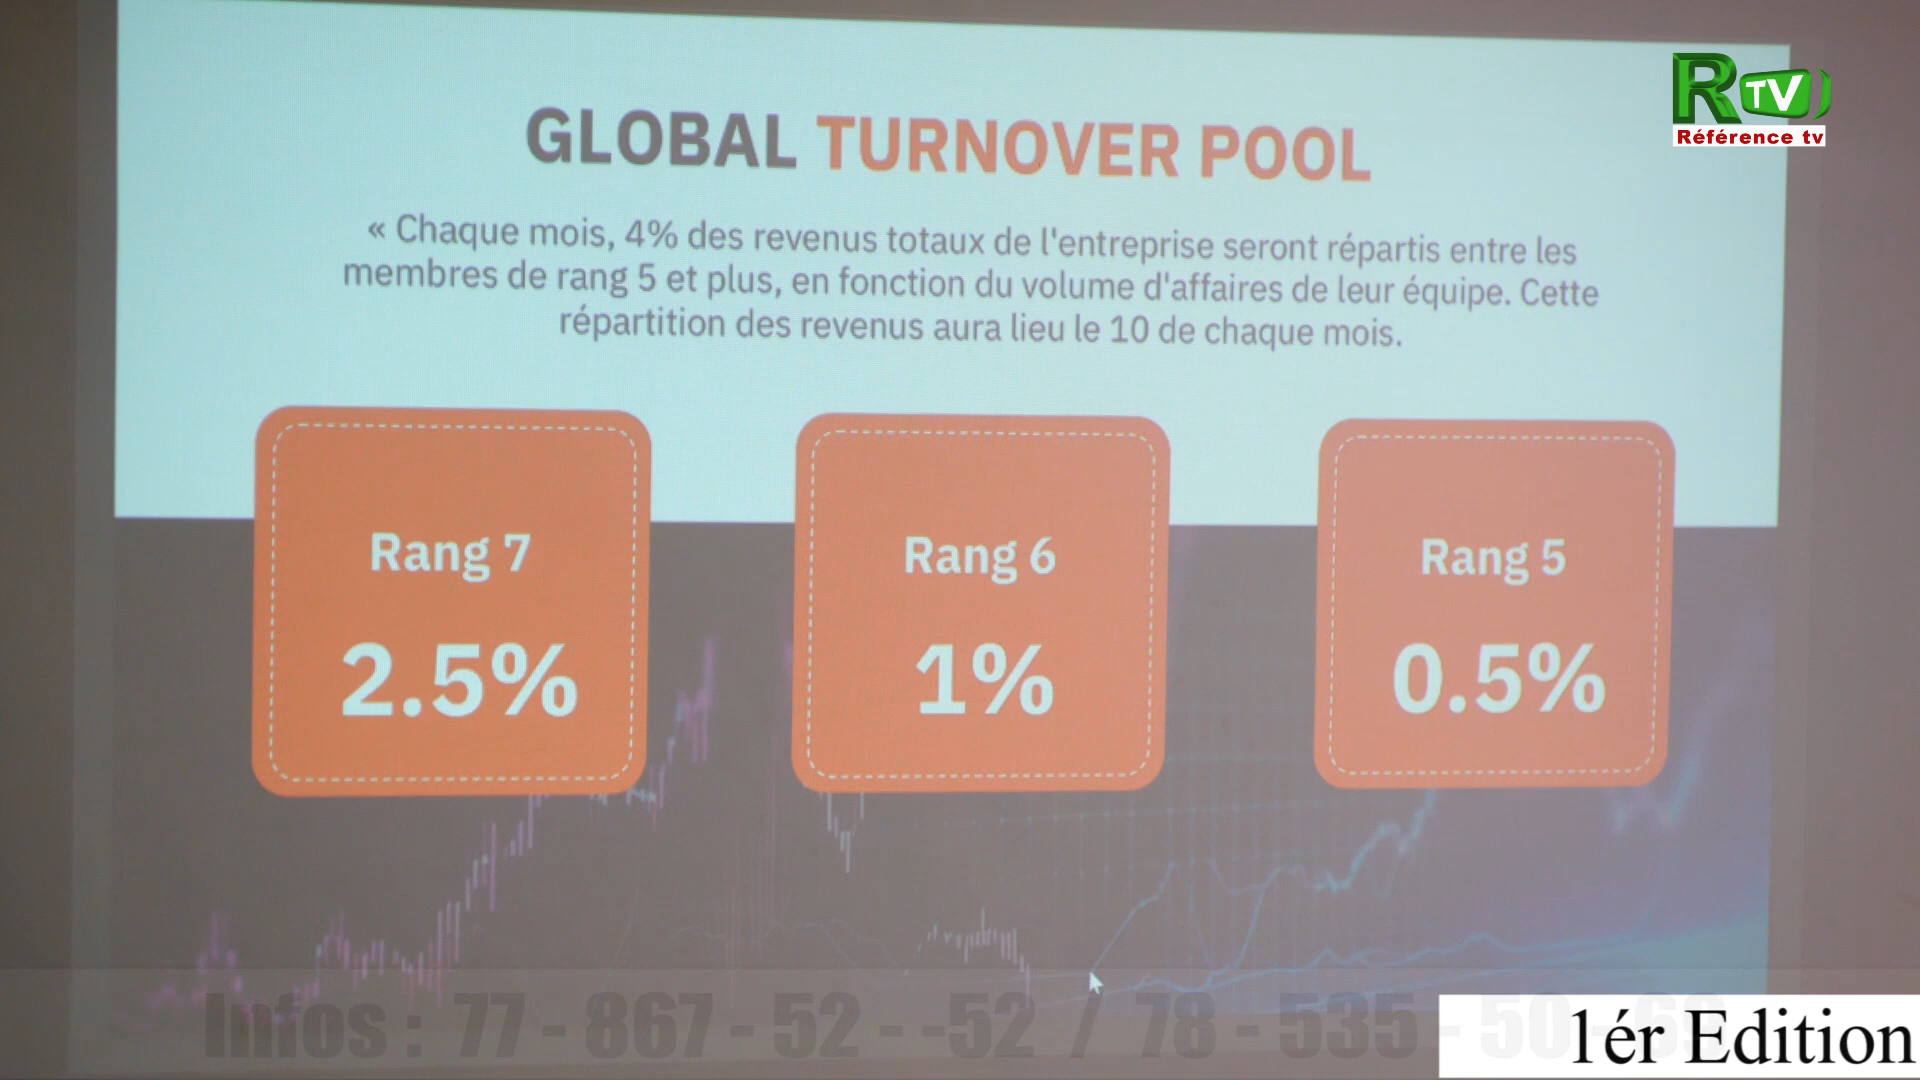 R TV
Référence tv
GLOBAL TURNOVER POOL
« Chaque mois, 4% des revenus totaux de l'entreprise seront répartis entre les
membres de rang 5 et plus, en fonction du volume d'affaires de leur équipe. Cette
répartition des revenus aura lieu le 10 de chaque mois.
Rang 7
2.5%
Rang 6
1%
Rang 5
0.5%
Infos : 77 - 867 - 52 - -52 / 78 - 535 - 50 - 69
1ér Edition